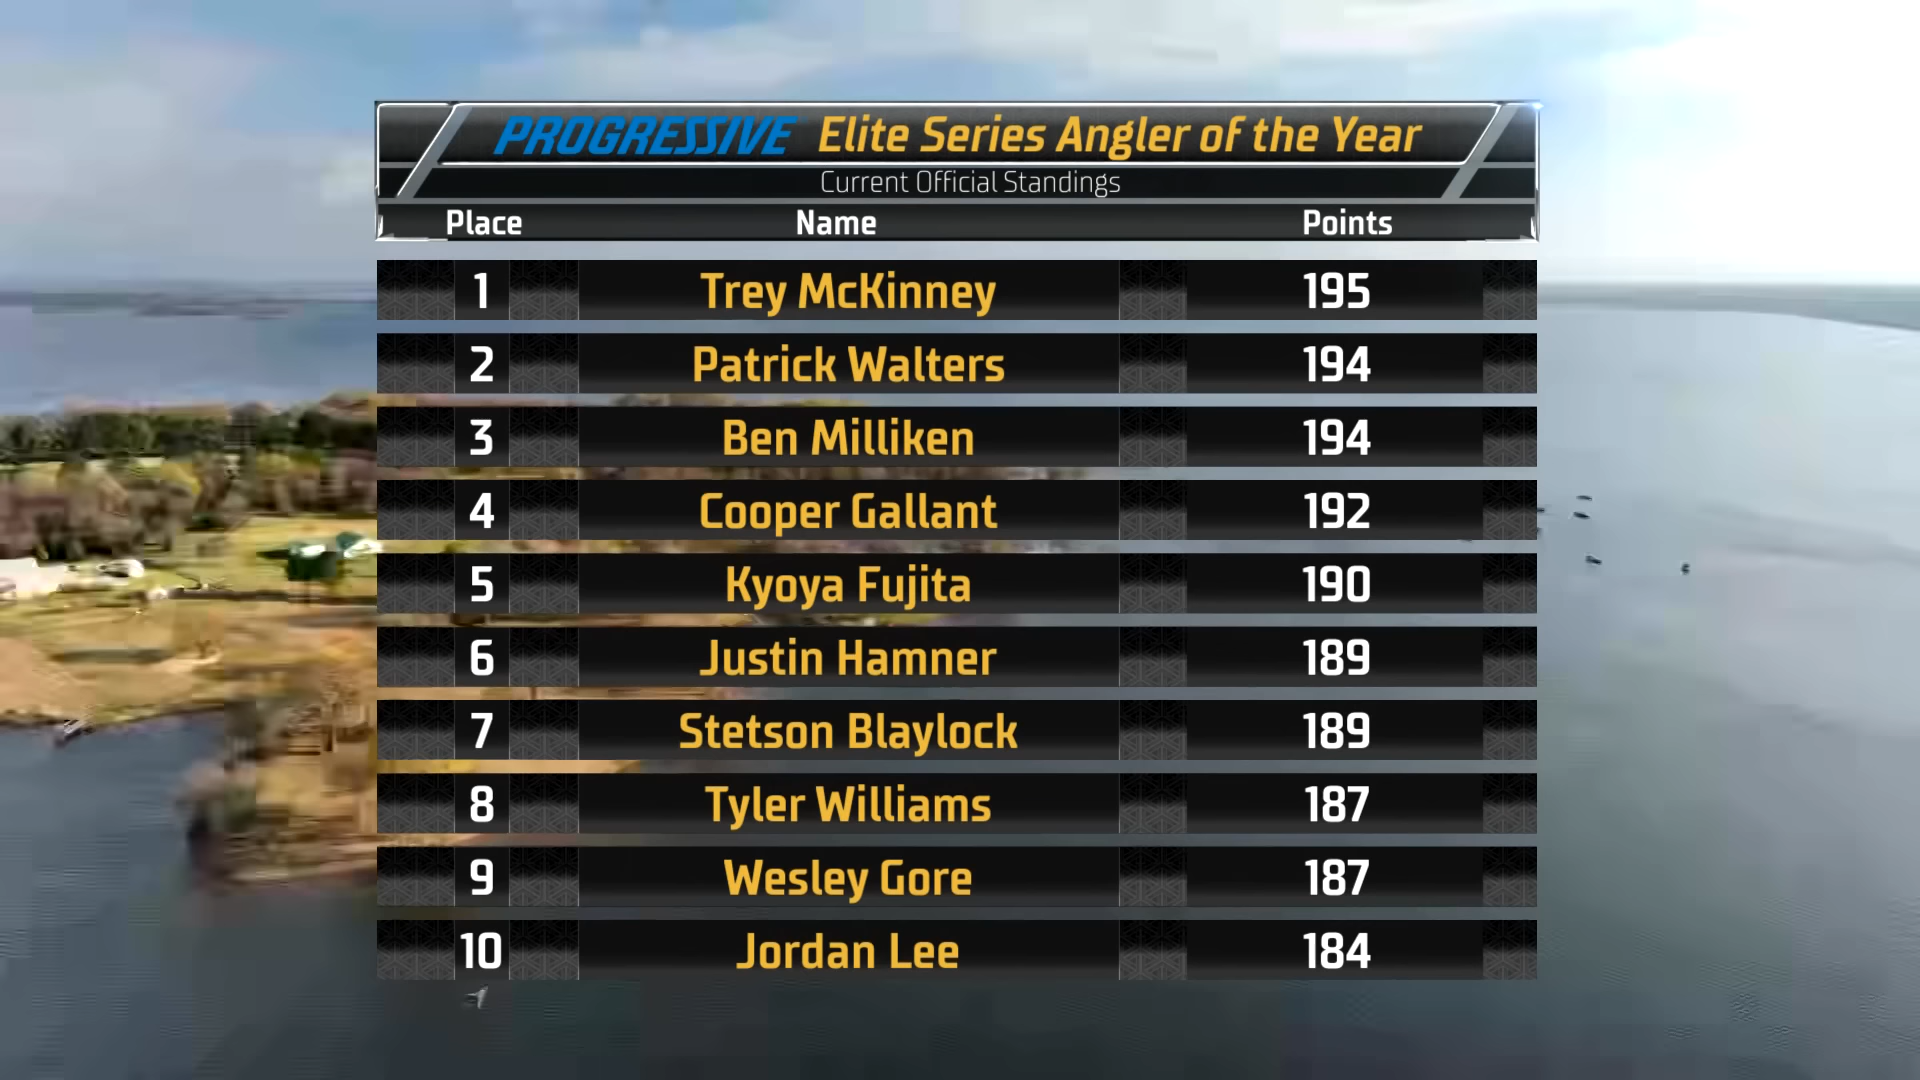 PROGRESSIVE Elite Series Angler of the Year
Current Official Standings
Place Name Points
1 Trey McKinney 195
2 Patrick Walters 194
3 Ben Milliken 194
4 Cooper Gallant 192
5 Kyoya Fujita 190
6 Justin Hamner 189
7 Stetson Blaylock 189
8 Tyler Williams 187
9 Wesley Gore 187
10 Jordan Lee 184